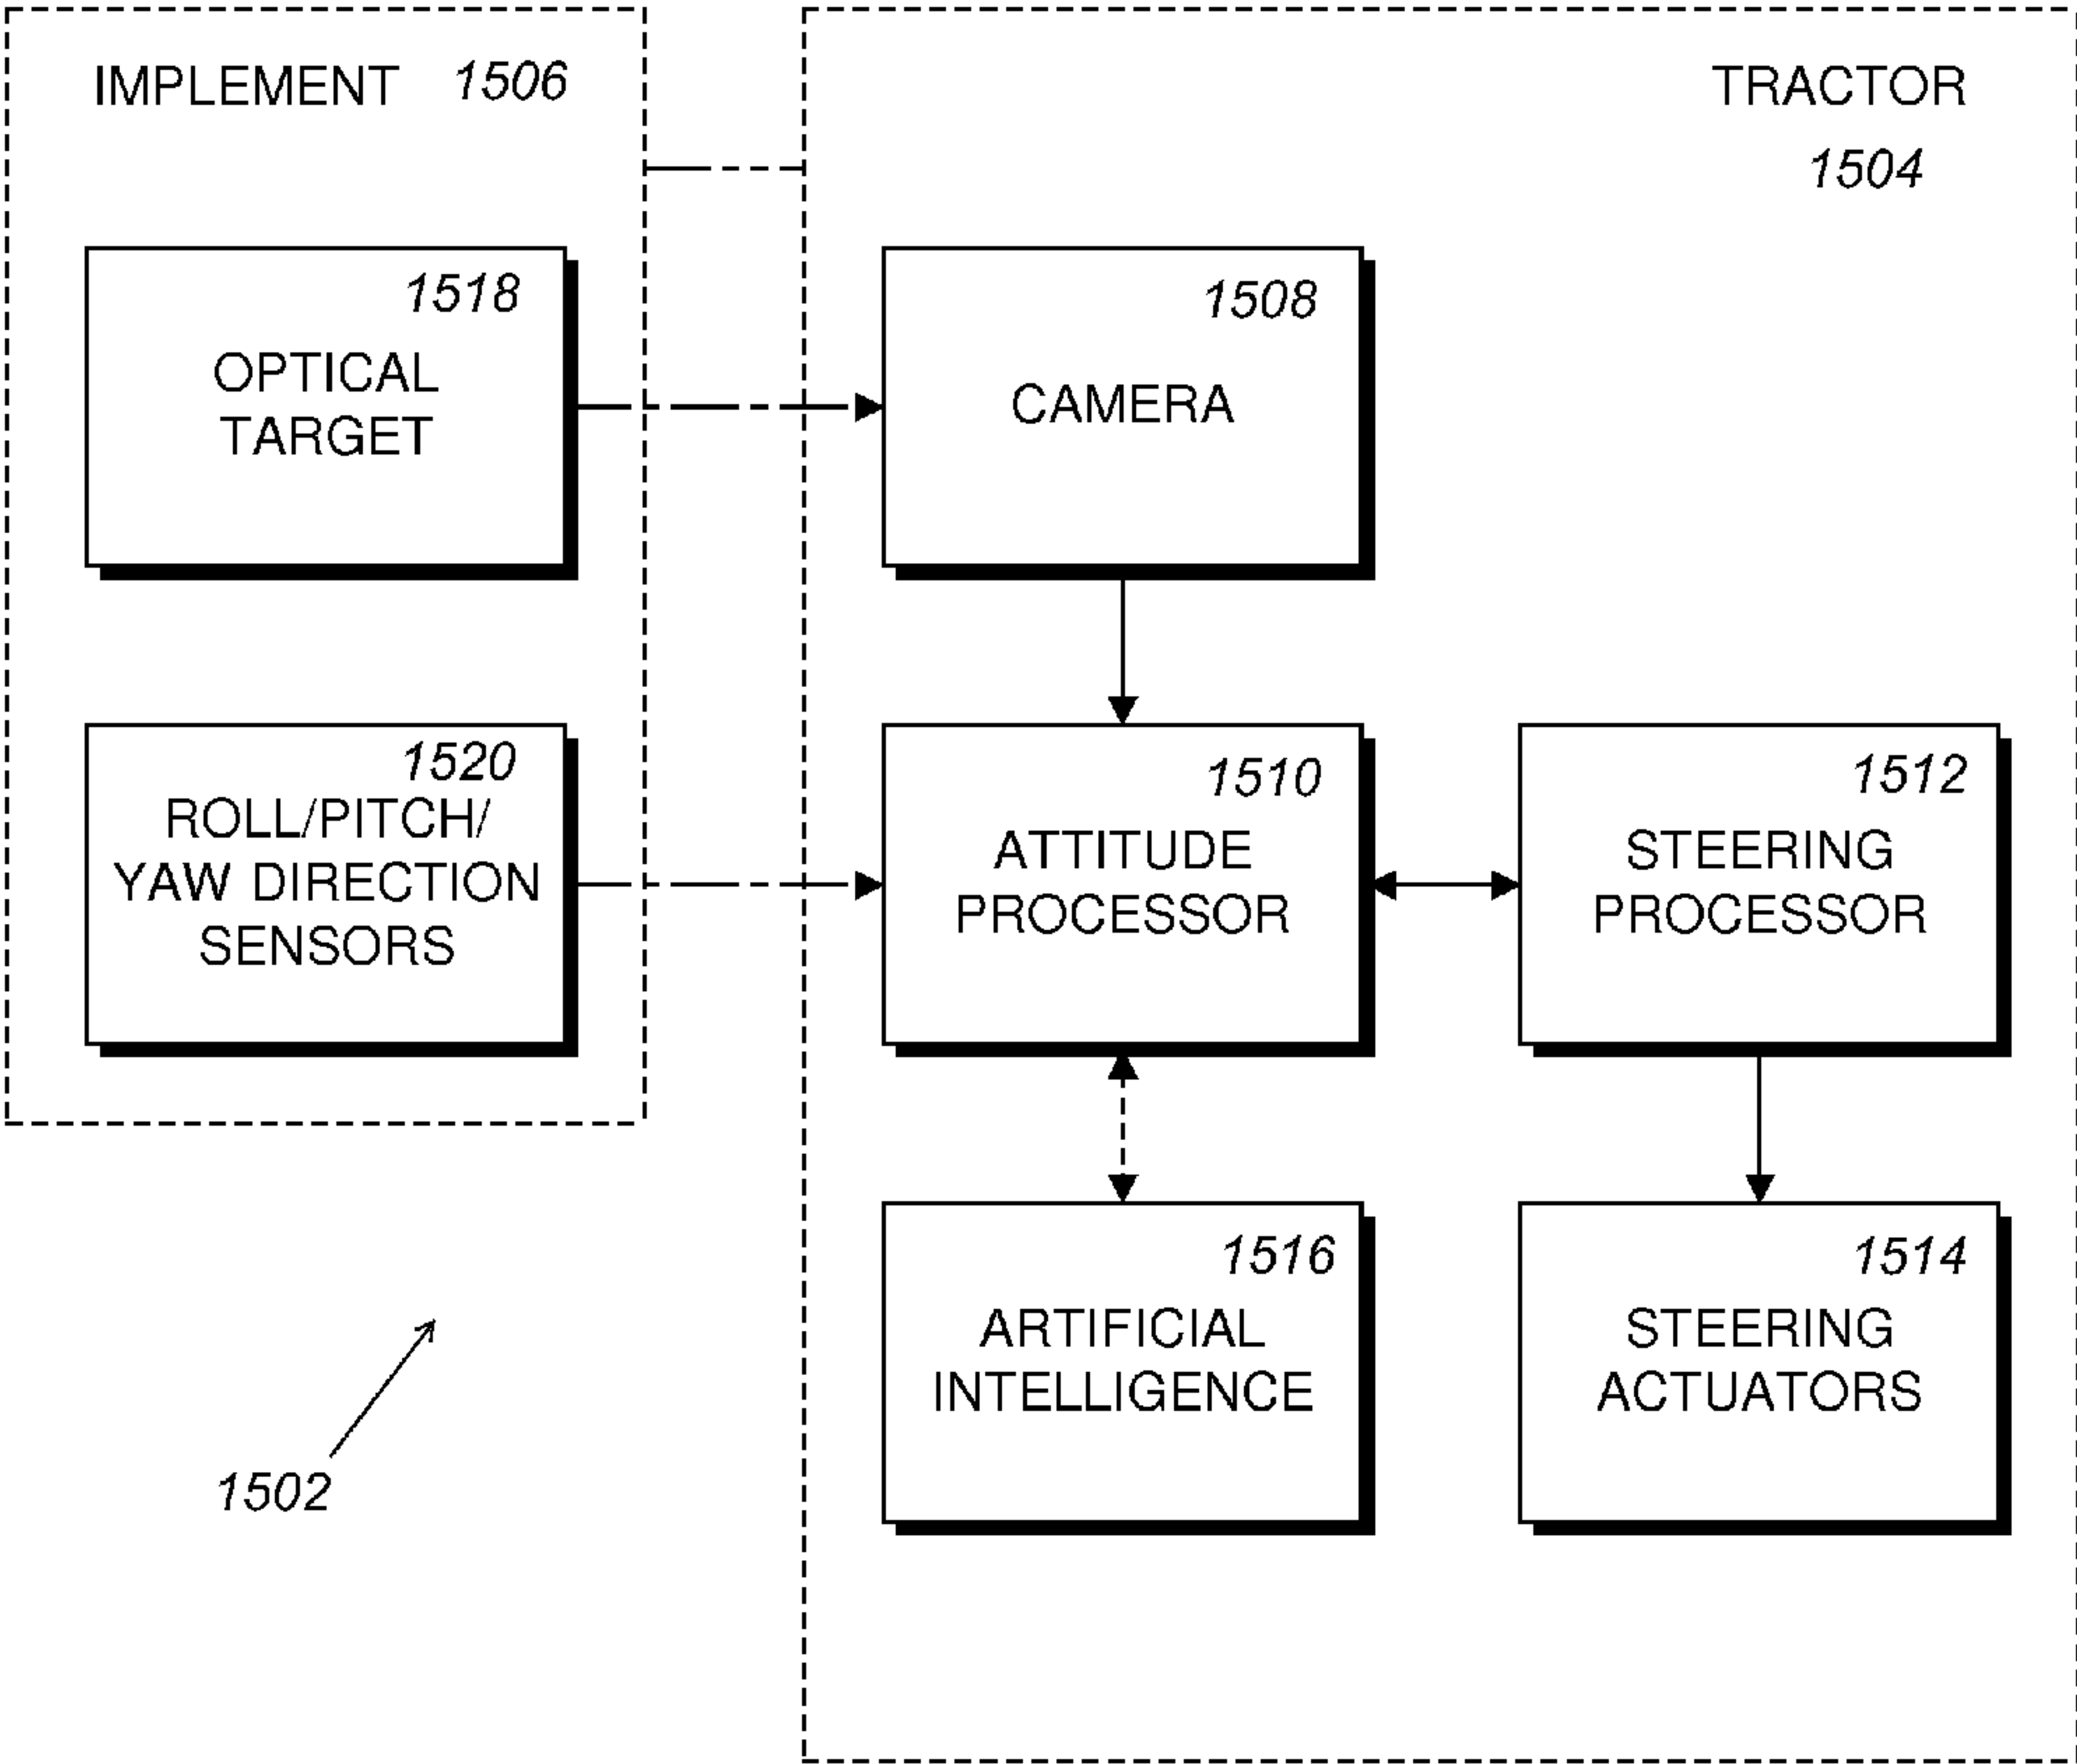 IMPLEMENT 1506
TRACTOR
1504
1518
OPTICAL
TARGET
1508
CAMERA
1520
ROLL/PITCH/
YAW DIRECTION
SENSORS
1510
ATTITUDE
PROCESSOR
1512
STEERING
PROCESSOR
1516
ARTIFICIAL
INTELLIGENCE
1514
STEERING
ACTUATORS
1502